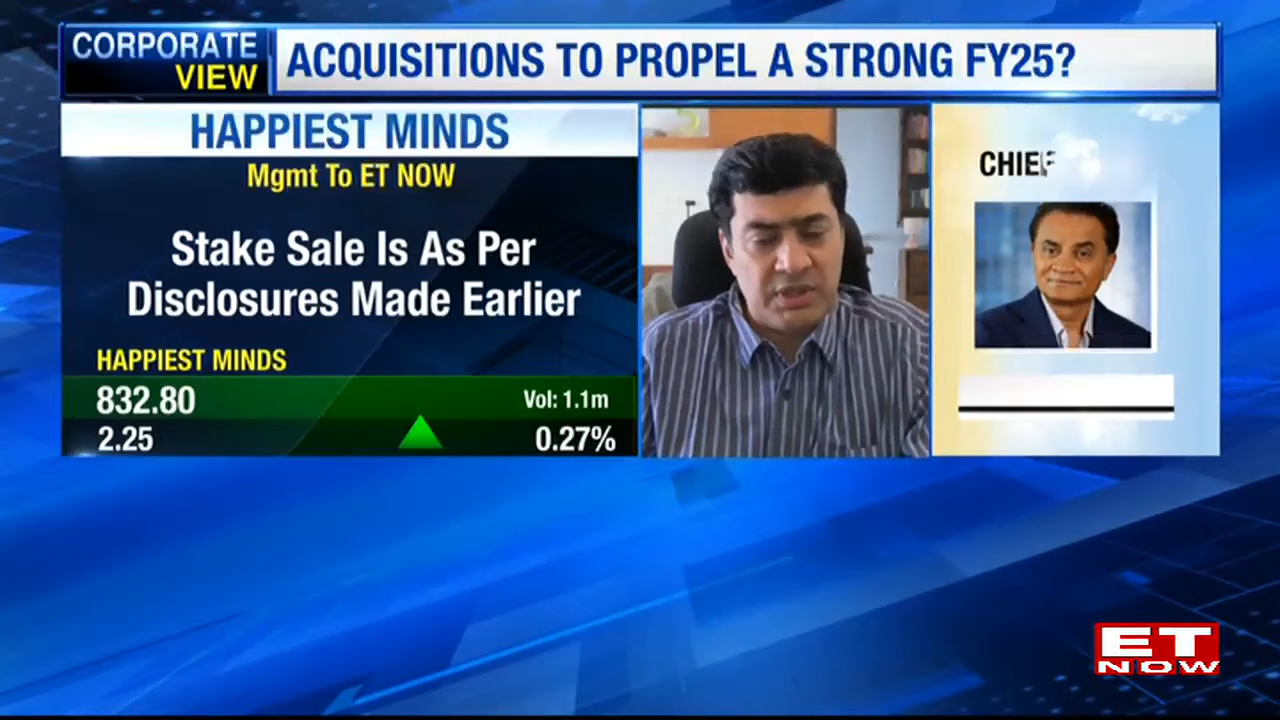 CORPORATE
VIEW
ACQUISITIONS TO PROPEL A STRONG FY25?
HAPPIEST MINDS
Mgmt To ET NOW
Stake Sale Is As Per
Disclosures Made Earlier
HAPPIEST MINDS
832.80
Vol: 1.1m
2.25
0.27%
CHIEF
ET
NOW